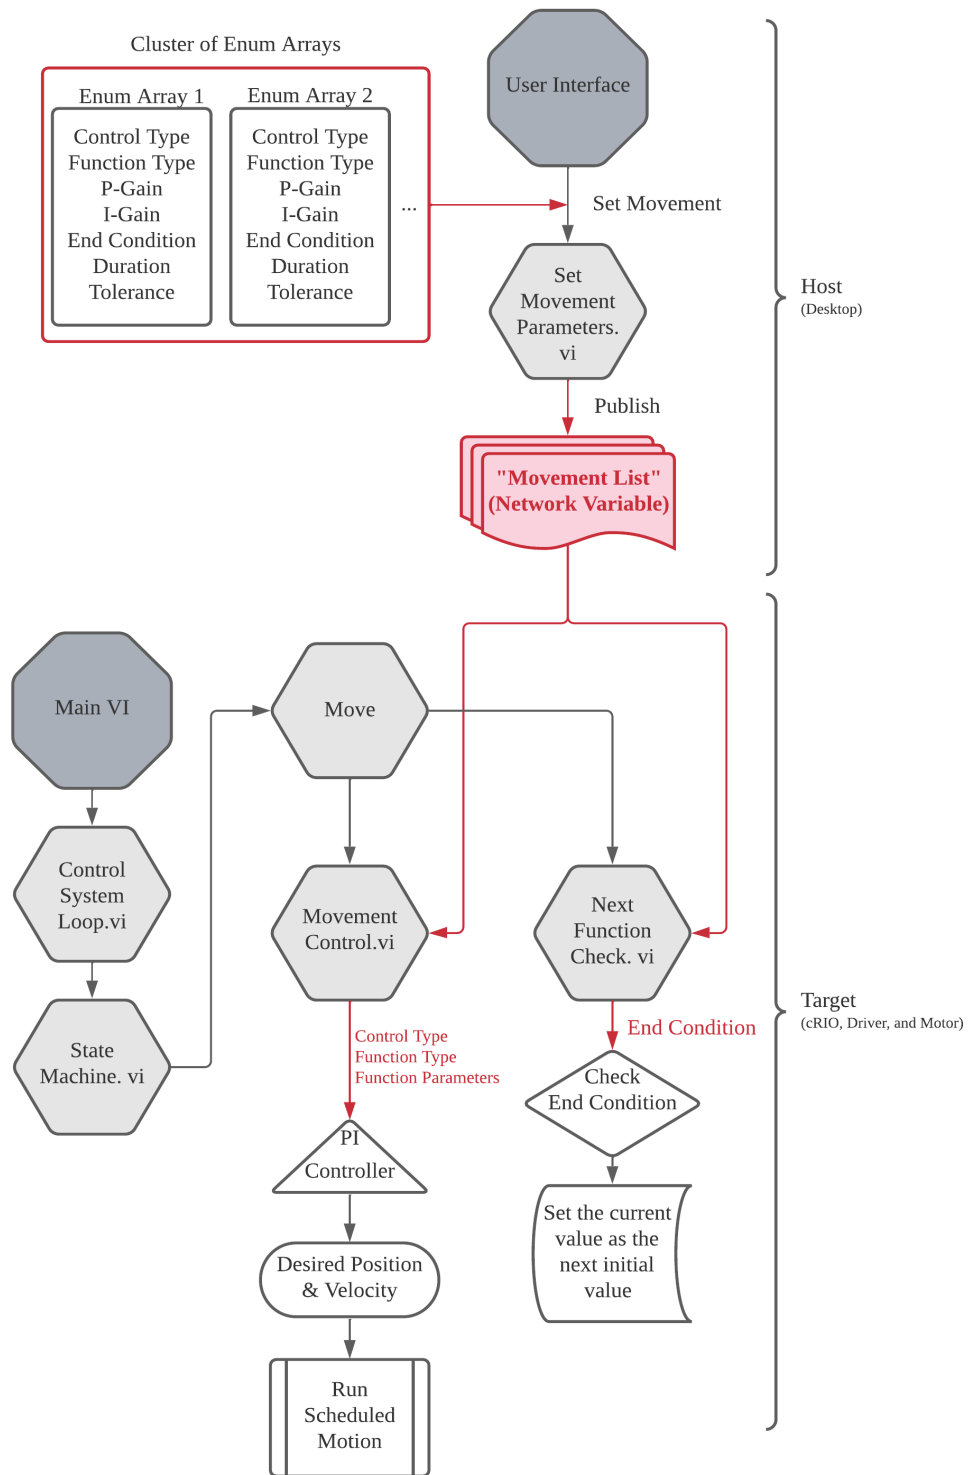 Cluster of Enum Arrays
Enum Array 1
Control Type
Function Type
P-Gain
I-Gain
End Condition
Duration
Tolerance
Enum Array 2
Control Type
Function Type
P-Gain
I-Gain
End Condition
Duration
Tolerance
...
User Interface
Set Movement
Set
Movement
Parameters.
vi
Publish
"Movement List"
(Network Variable)
Host
(Desktop)
Main VI
Control
System
Loop.vi
State
Machine. vi
Move
Movement
Control.vi
Control Type
Function Type
Function Parameters
PI
Controller
Desired Position
& Velocity
Run
Scheduled
Motion
Next
Function
Check. vi
End Condition
Check
End Condition
Set the current
value as the
next initial
value
Target
(cRIO, Driver, and Motor)